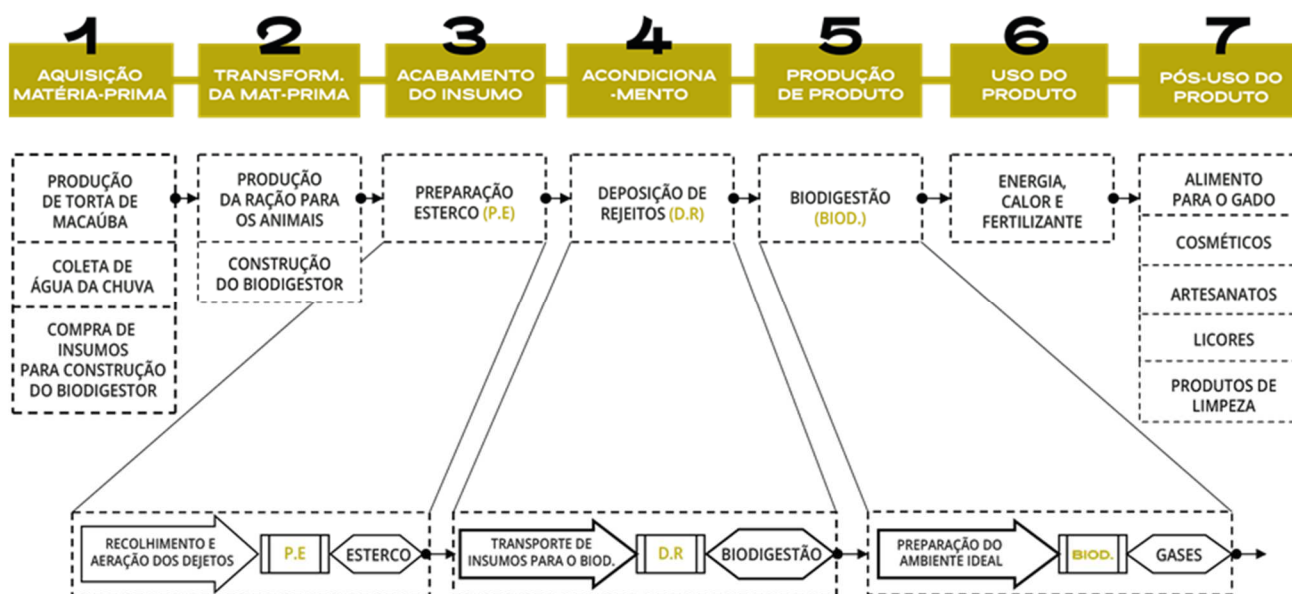 1
2
3
4
5
6
7
AQUISIÇÃO
MATÉRIA-PRIMA
TRANSFORM.
DA MAT-PRIMA
ACABAMENTO
DO INSUMO
ACONDICIONA
-MENTO
PRODUÇÃO
DE PRODUTO
USO DO
PRODUTO
PÓS-USO DO
PRODUTO
PRODUÇÃO
DE TORTA DE
MACAÚBA
COLETA DE
ÁGUA DA CHUVA
COMPRA DE
INSUMOS
PARA CONSTRUÇÃO
DO BIODIGESTOR
PRODUÇÃO
DA RAÇÃO PARA
OS ANIMAIS
CONSTRUÇÃO
DO BIODIGESTOR
PREPARAÇÃO
ESTERCO (P.E)
DEPOSIÇÃO DE
REJEITOS (D.R)
BIODIGESTÃO
(BIOD.)
ENERGIA,
CALOR E
FERTILIZANTE
ALIMENTO
PARA O GADO
COSMÉTICOS
ARTESANATOS
LICORES
PRODUTOS DE
LIMPEZA
RECOLHIMENTO E
AERAÇÃO DOS DEJETOS
P.E
ESTERCO
TRANSPORTE DE
INSUMOS PARA O BIOD.
D.R
BIODIGESTÃO
PREPARAÇÃO DO
AMBIENTE IDEAL
BIOD.
GASES